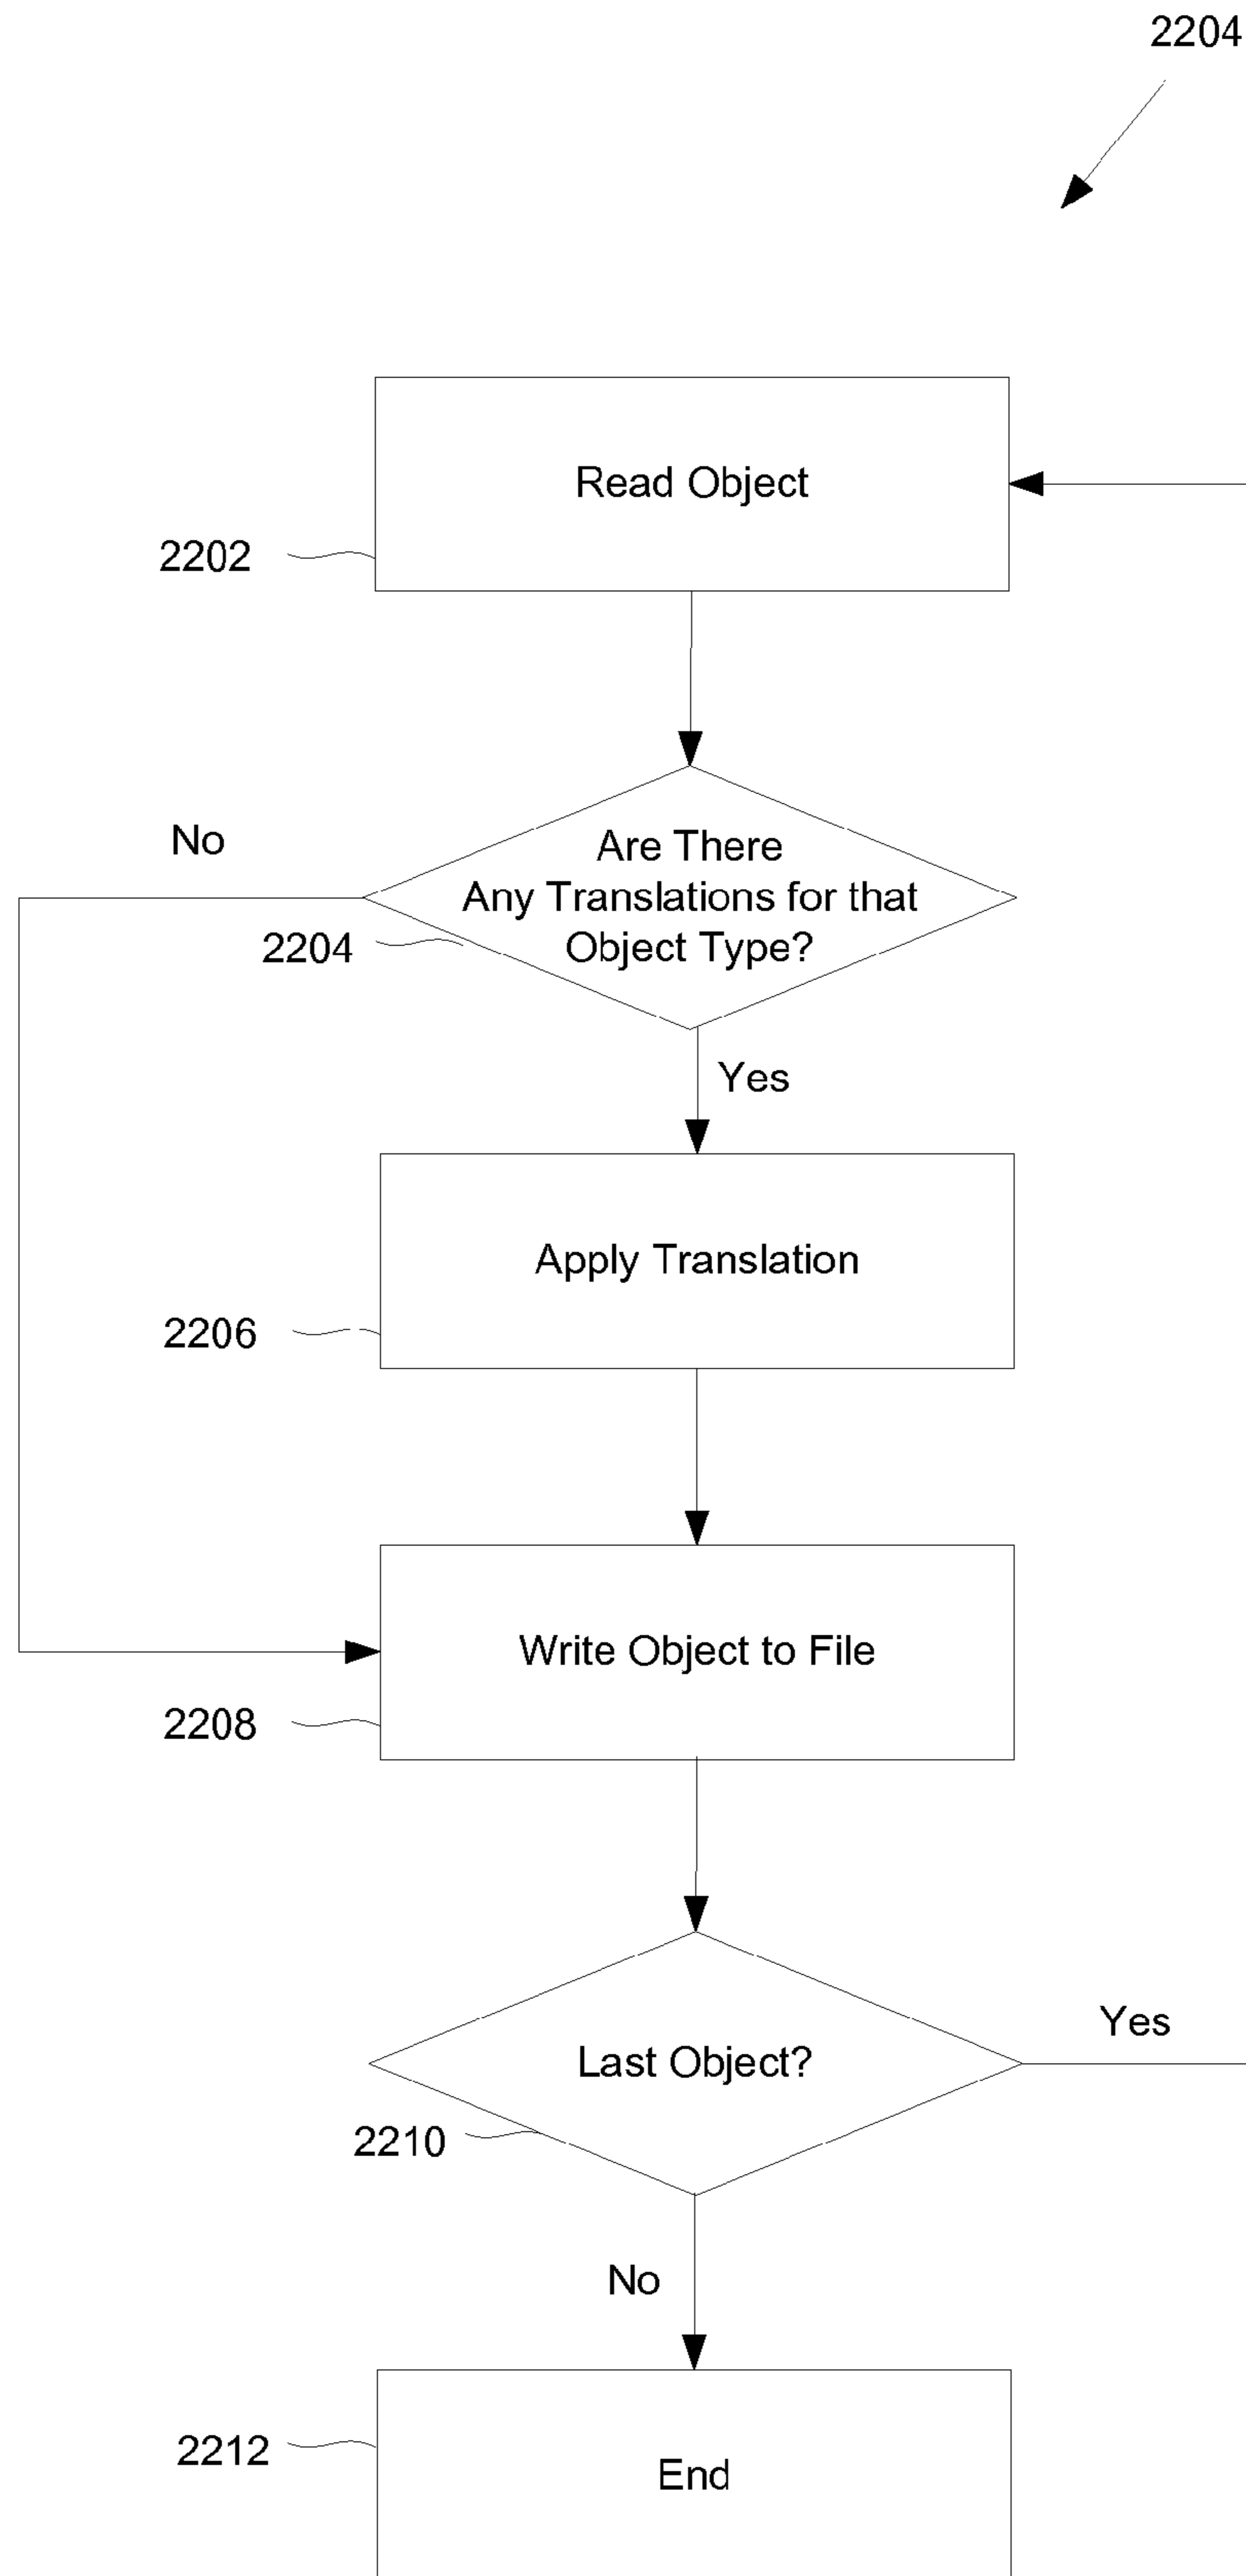 2204
Read Object
2202
No
Are There
Any Translations for that
Object Type?
2204
Yes
Apply Translation
2206
Write Object to File
2208
Yes
Last Object?
2210
No
2212
End